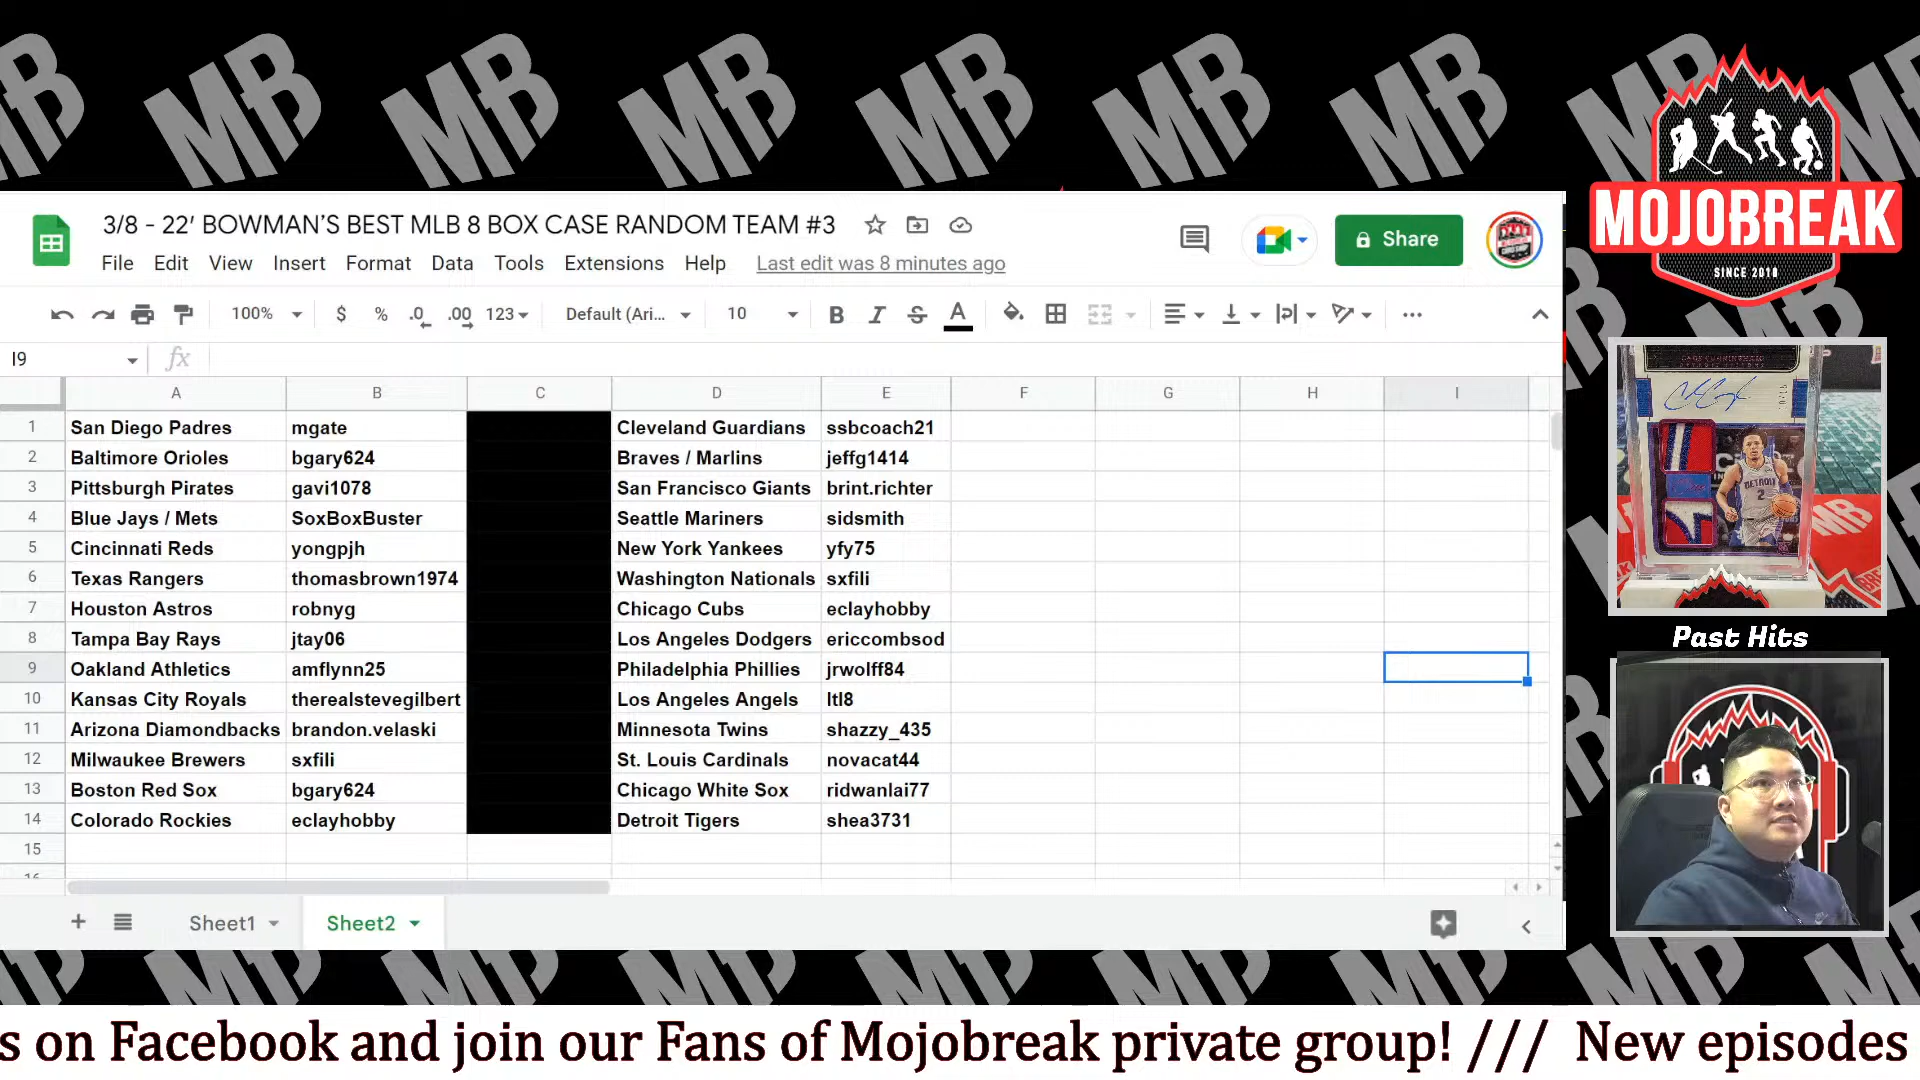 MOJOBREAK
SINCE 2018
3/8 - 22′ BOWMAN’S BEST MLB 8 BOX CASE RANDOM TEAM #3
Share
File Edit View Insert Format Data Tools Extensions Help Last edit was 8 minutes ago
100% $ % .0 .00 123 Default (Ari... 10 B I S A
I9 fx
A B C D E F G H I
1 San Diego Padres mgate Cleveland Guardians ssbcoach21
2 Baltimore Orioles bgary624 Braves / Marlins jeffg1414
3 Pittsburgh Pirates gavi1078 San Francisco Giants brint.richter
4 Blue Jays / Mets SoxBoxBuster Seattle Mariners sidsmith
5 Cincinnati Reds yongpjh New York Yankees yfy75
6 Texas Rangers thomasbrown1974 Washington Nationals sxfili
7 Houston Astros robnyg Chicago Cubs eclayhobby
8 Tampa Bay Rays jtay06 Los Angeles Dodgers ericcombsod
9 Oakland Athletics amflynn25 Philadelphia Phillies jrwolff84
10 Kansas City Royals therealstevegilbert Los Angeles Angels ltl8
11 Arizona Diamondbacks brandon.velaski Minnesota Twins shazzy_435
12 Milwaukee Brewers sxfili St. Louis Cardinals novacat44
13 Boston Red Sox bgary624 Chicago White Sox ridwanlai77
14 Colorado Rockies eclayhobby Detroit Tigers shea3731
15
Sheet1 Sheet2
DETROIT
2
Past Hits
s on Facebook and join our Fans of Mojobreak private group! /// New episodes